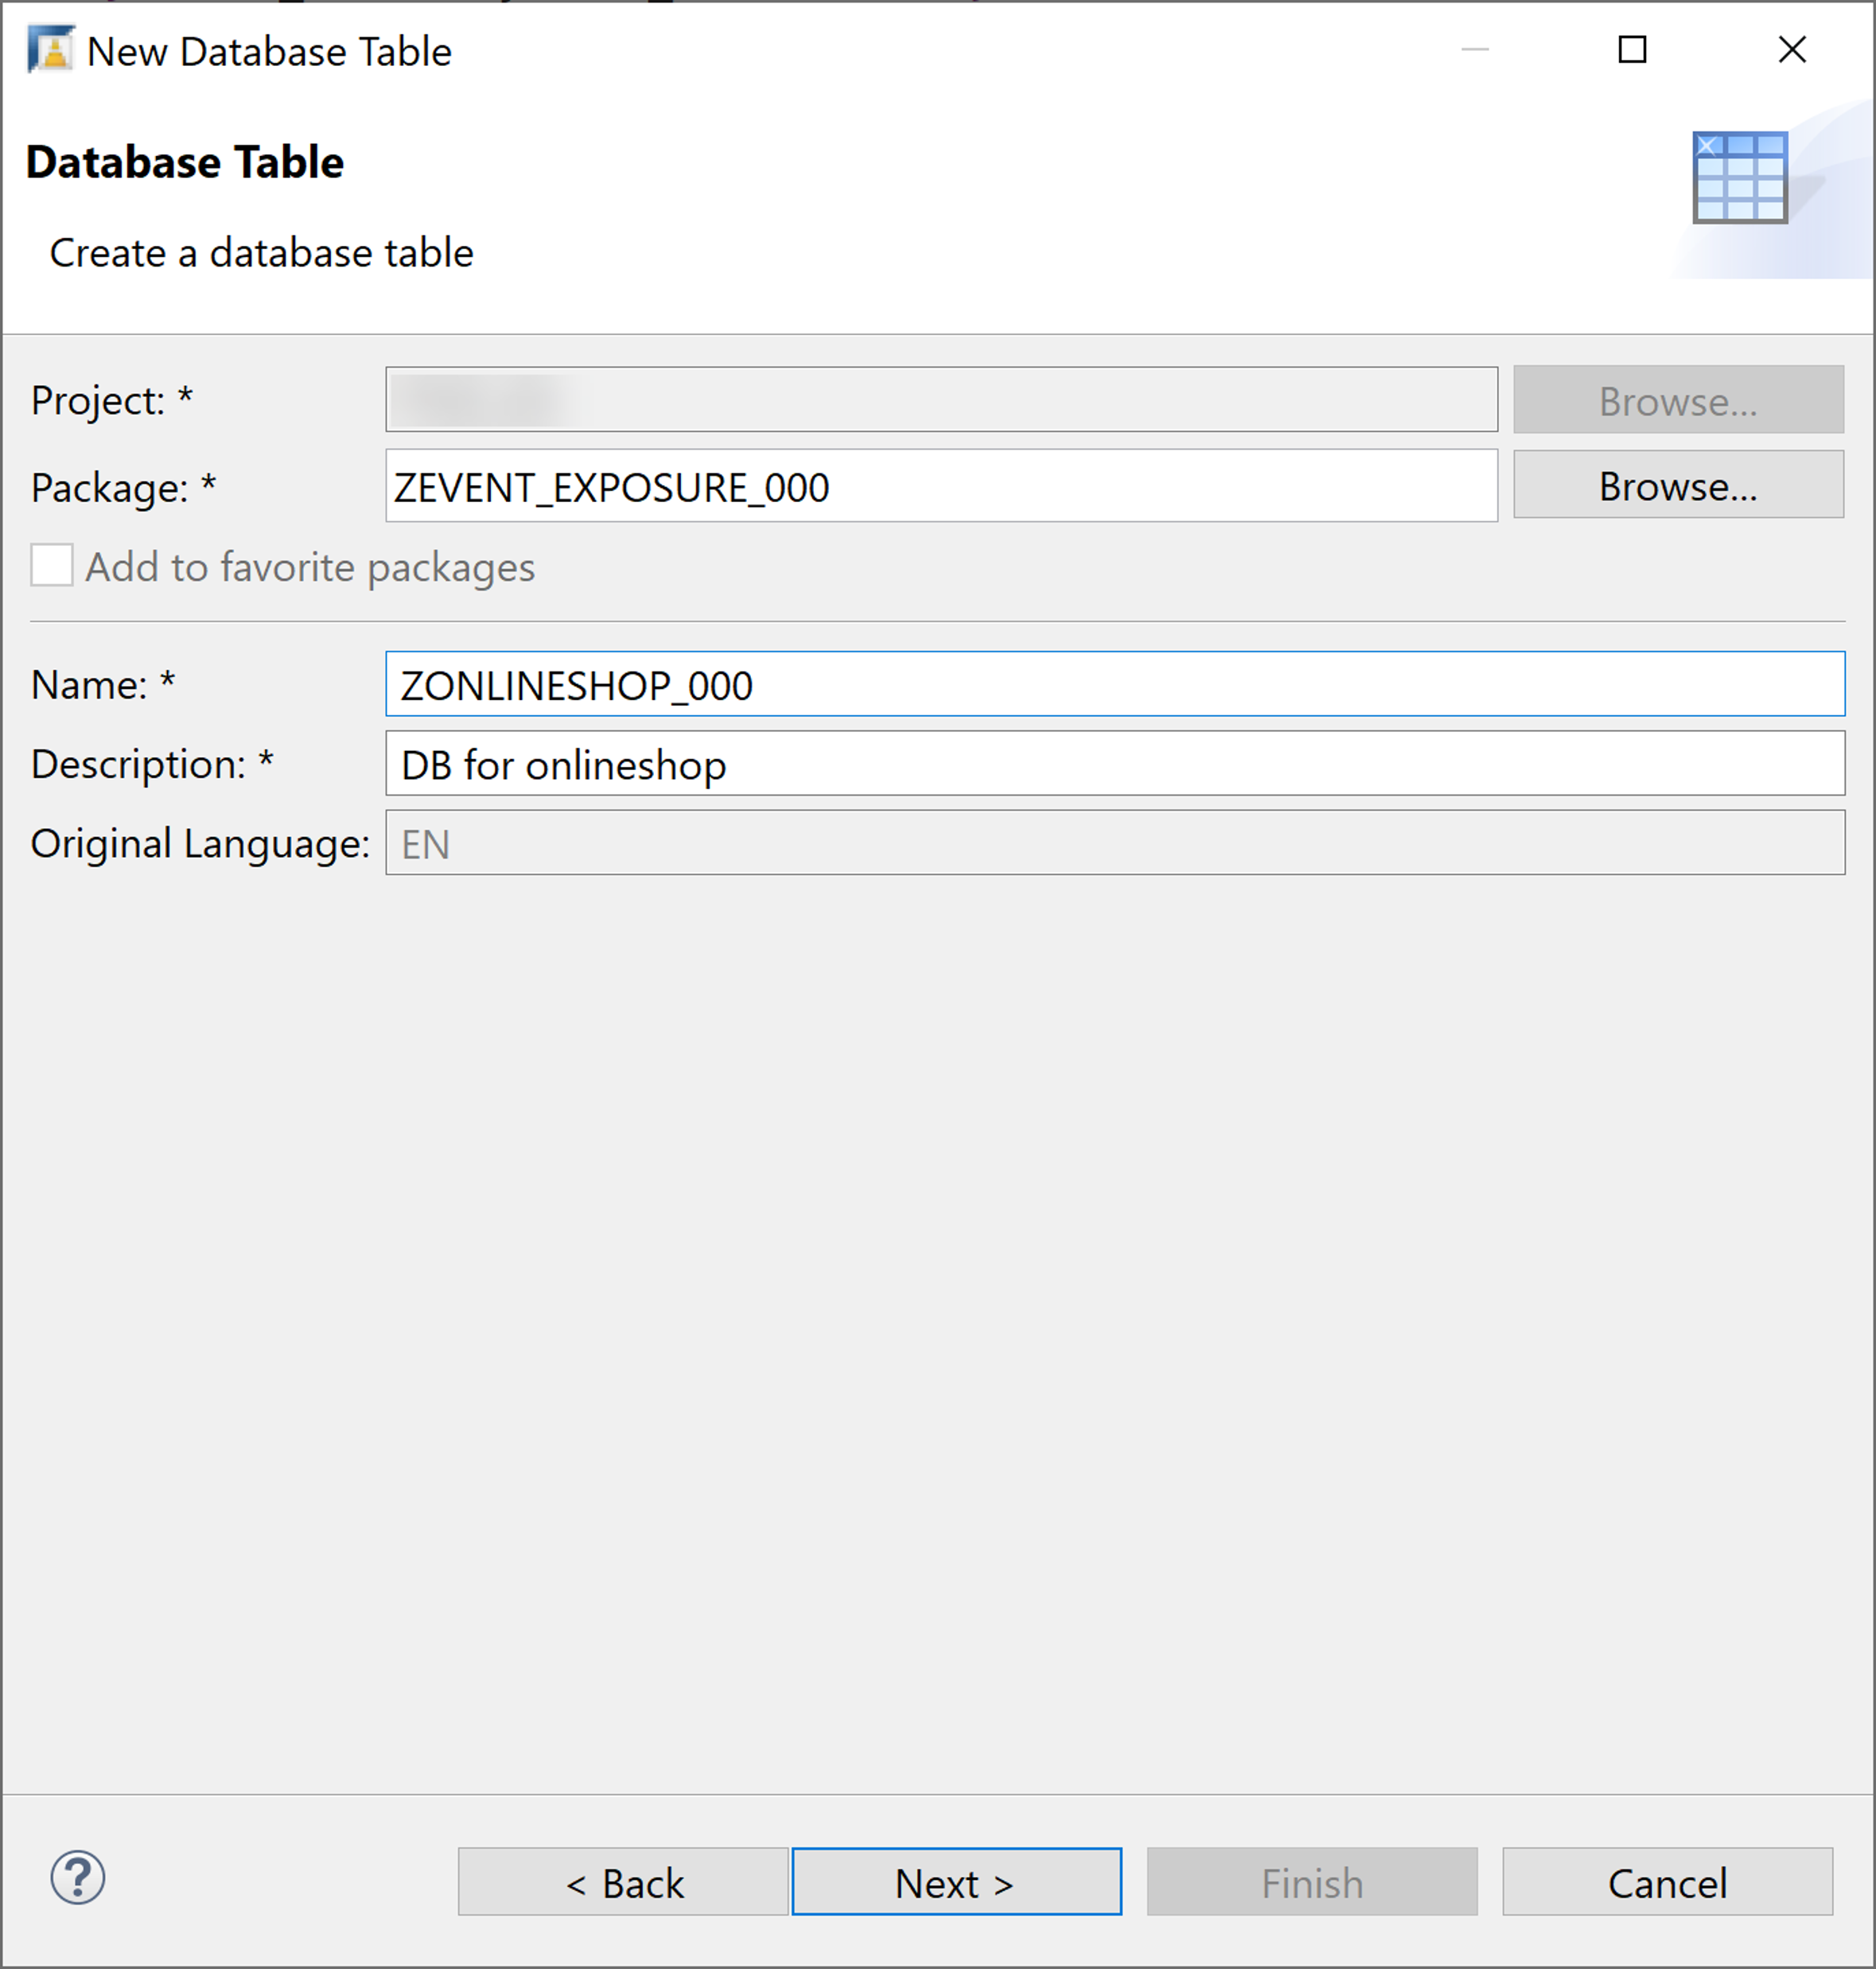 New Database Table
Database Table
Create a database table
Project: *
Browse...
Package: * ZEVENT_EXPOSURE_000 Browse...
Add to favorite packages
Name: * ZONLINESHOP_000
Description: * DB for onlineshop
Original Language: EN
? < Back Next > Finish Cancel